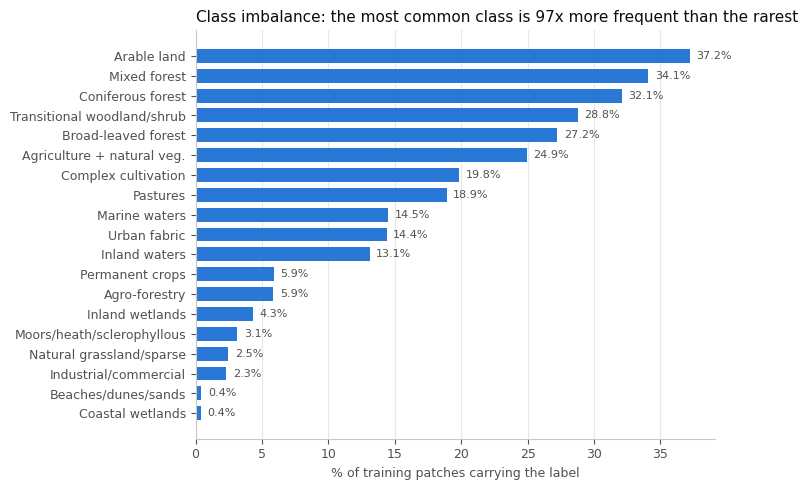 Class imbalance: the most common class is 97x more frequent than the rarest
Arable land 37.2%
Mixed forest 34.1%
Coniferous forest 32.1%
Transitional woodland/shrub 28.8%
Broad-leaved forest 27.2%
Agriculture + natural veg. 24.9%
Complex cultivation 19.8%
Pastures 18.9%
Marine waters 14.5%
Urban fabric 14.4%
Inland waters 13.1%
Permanent crops 5.9%
Agro-forestry 5.9%
Inland wetlands 4.3%
Moors/heath/sclerophyllous 3.1%
Natural grassland/sparse 2.5%
Industrial/commercial 2.3%
Beaches/dunes/sands 0.4%
Coastal wetlands 0.4%
0 5 10 15 20 25 30 35
% of training patches carrying the label